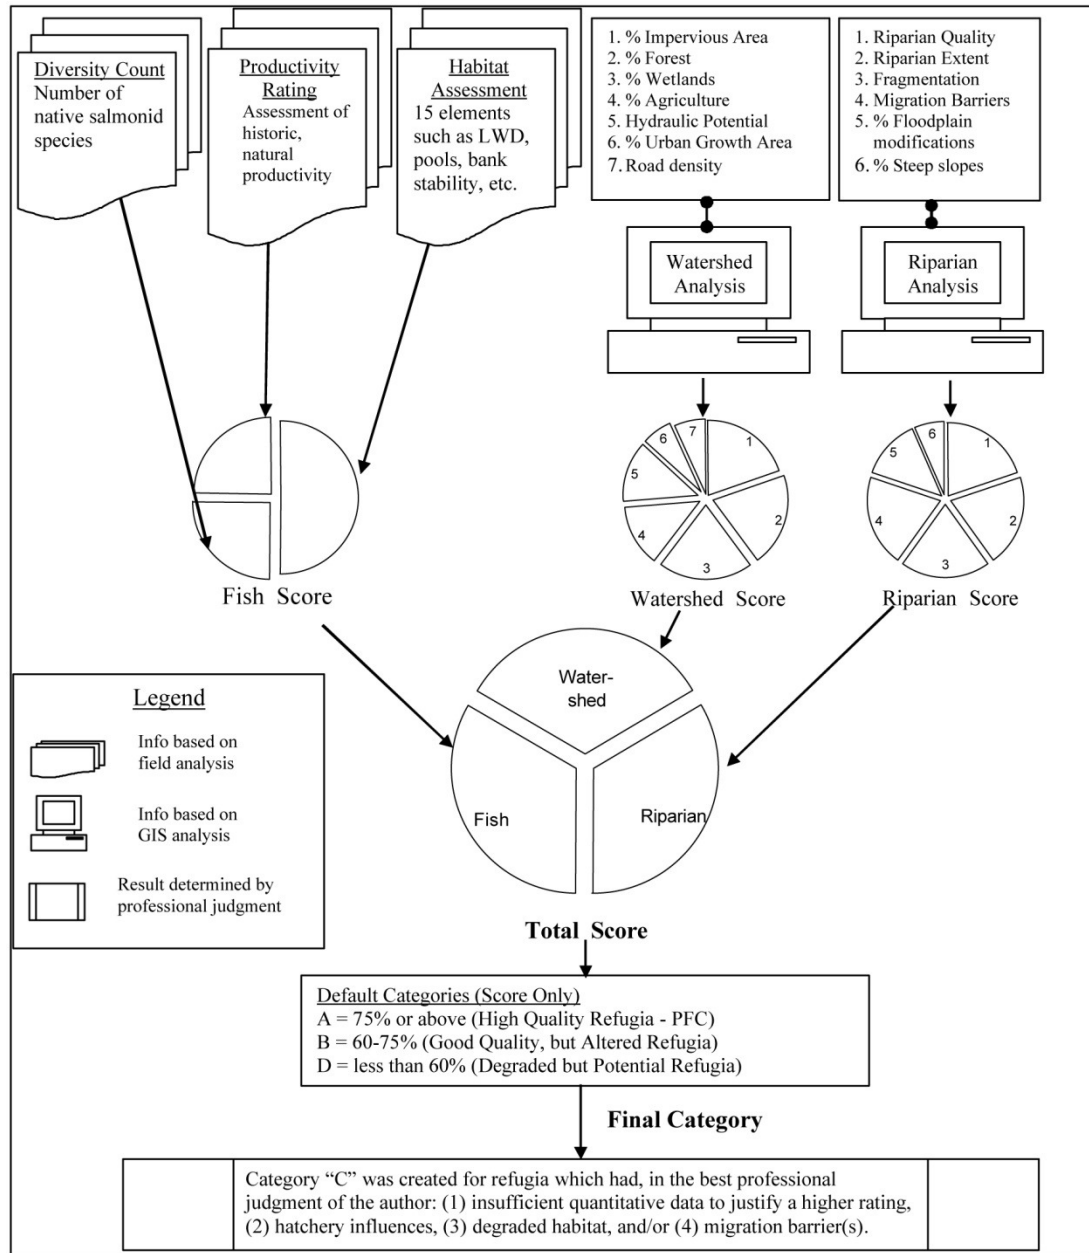 Diversity Count
Number of
native salmonid
species
Productivity
Rating
Assessment of
historic,
natural
productivity
Habitat
Assessment
15 elements
such as LWD,
pools, bank
stability, etc.
1. % Impervious Area
2. % Forest
3. % Wetlands
4. % Agriculture
5. Hydraulic Potential
6. % Urban Growth Area
7. Road density
1. Riparian Quality
2. Riparian Extent
3. Fragmentation
4. Migration Barriers
5. % Floodplain
modifications
6. % Steep slopes
Watershed
Analysis
Riparian
Analysis
1
2
3
4
5
6
7
1
2
3
4
5
6
Fish Score
Watershed Score
Riparian Score
Water-
shed
Fish
Riparian
Legend
Info based on
field analysis
Info based on
GIS analysis
Result determined by
professional judgment
Total Score
Default Categories (Score Only)
A = 75% or above (High Quality Refugia - PFC)
B = 60-75% (Good Quality, but Altered Refugia)
D = less than 60% (Degraded but Potential Refugia)
Final Category
Category “C” was created for refugia which had, in the best professional
judgment of the author: (1) insufficient quantitative data to justify a higher rating,
(2) hatchery influences, (3) degraded habitat, and/or (4) migration barrier(s).